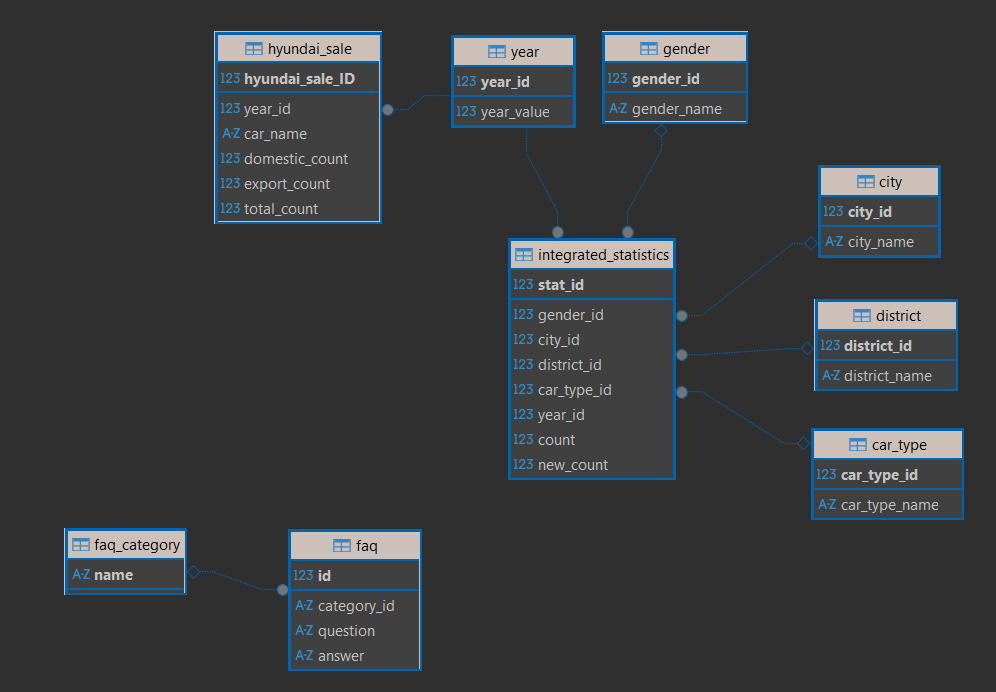 hyundai_sale
123 hyundai_sale_ID
123 year_id
A-Z car_name
123 domestic_count
123 export_count
123 total_count
year
123 year_id
123 year_value
gender
123 gender_id
A-Z gender_name
city
123 city_id
A-Z city_name
integrated_statistics
123 stat_id
123 gender_id
123 city_id
123 district_id
123 car_type_id
123 year_id
123 count
123 new_count
district
123 district_id
A-Z district_name
car_type
123 car_type_id
A-Z car_type_name
faq_category
A-Z name
faq
123 id
A-Z category_id
A-Z question
A-Z answer